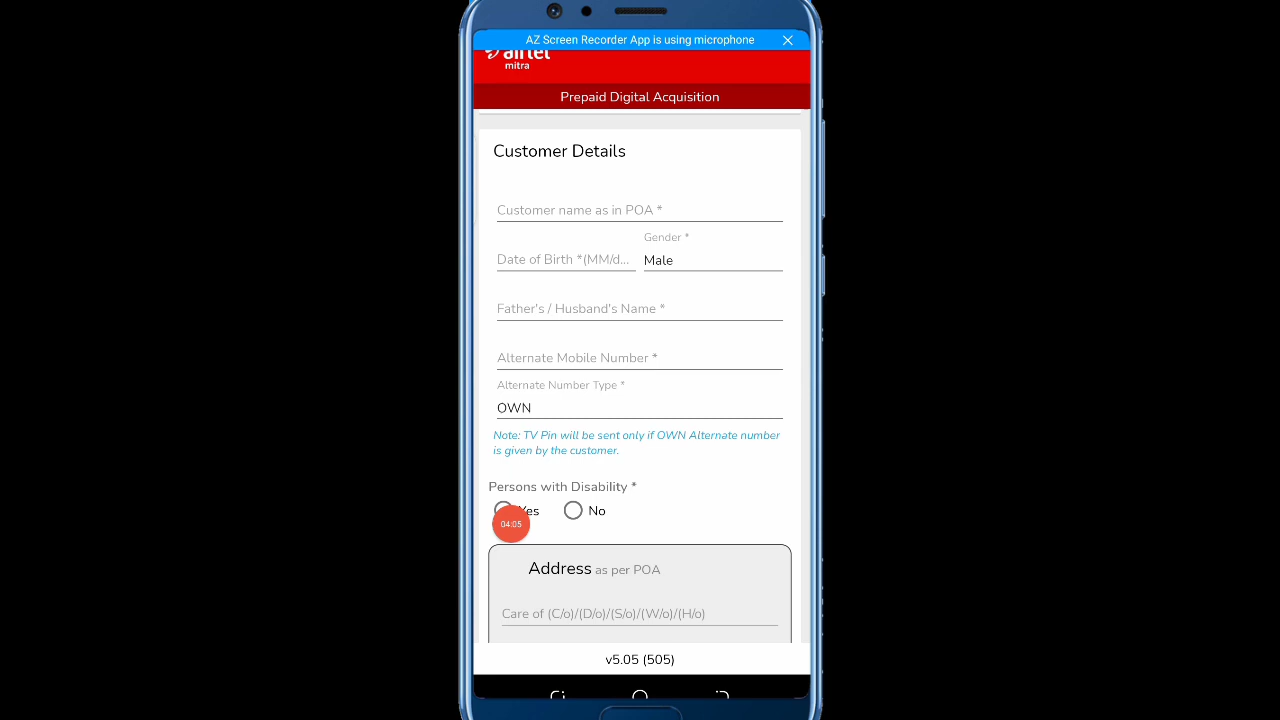 AZ Screen Recorder App is using microphone
airtel
mitra
Prepaid Digital Acquisition
Customer Details
Customer name as in POA *
Gender *
Date of Birth *(MM/d...
Male
Father's / Husband's Name *
Alternate Mobile Number *
Alternate Number Type *
OWN
Note: TV Pin will be sent only if OWN Alternate number
is given by the customer.
Persons with Disability *
Yes No
04:05
Address as per POA
Care of (C/o)/(D/o)/(S/o)/(W/o)/(H/o)
v5.05 (505)